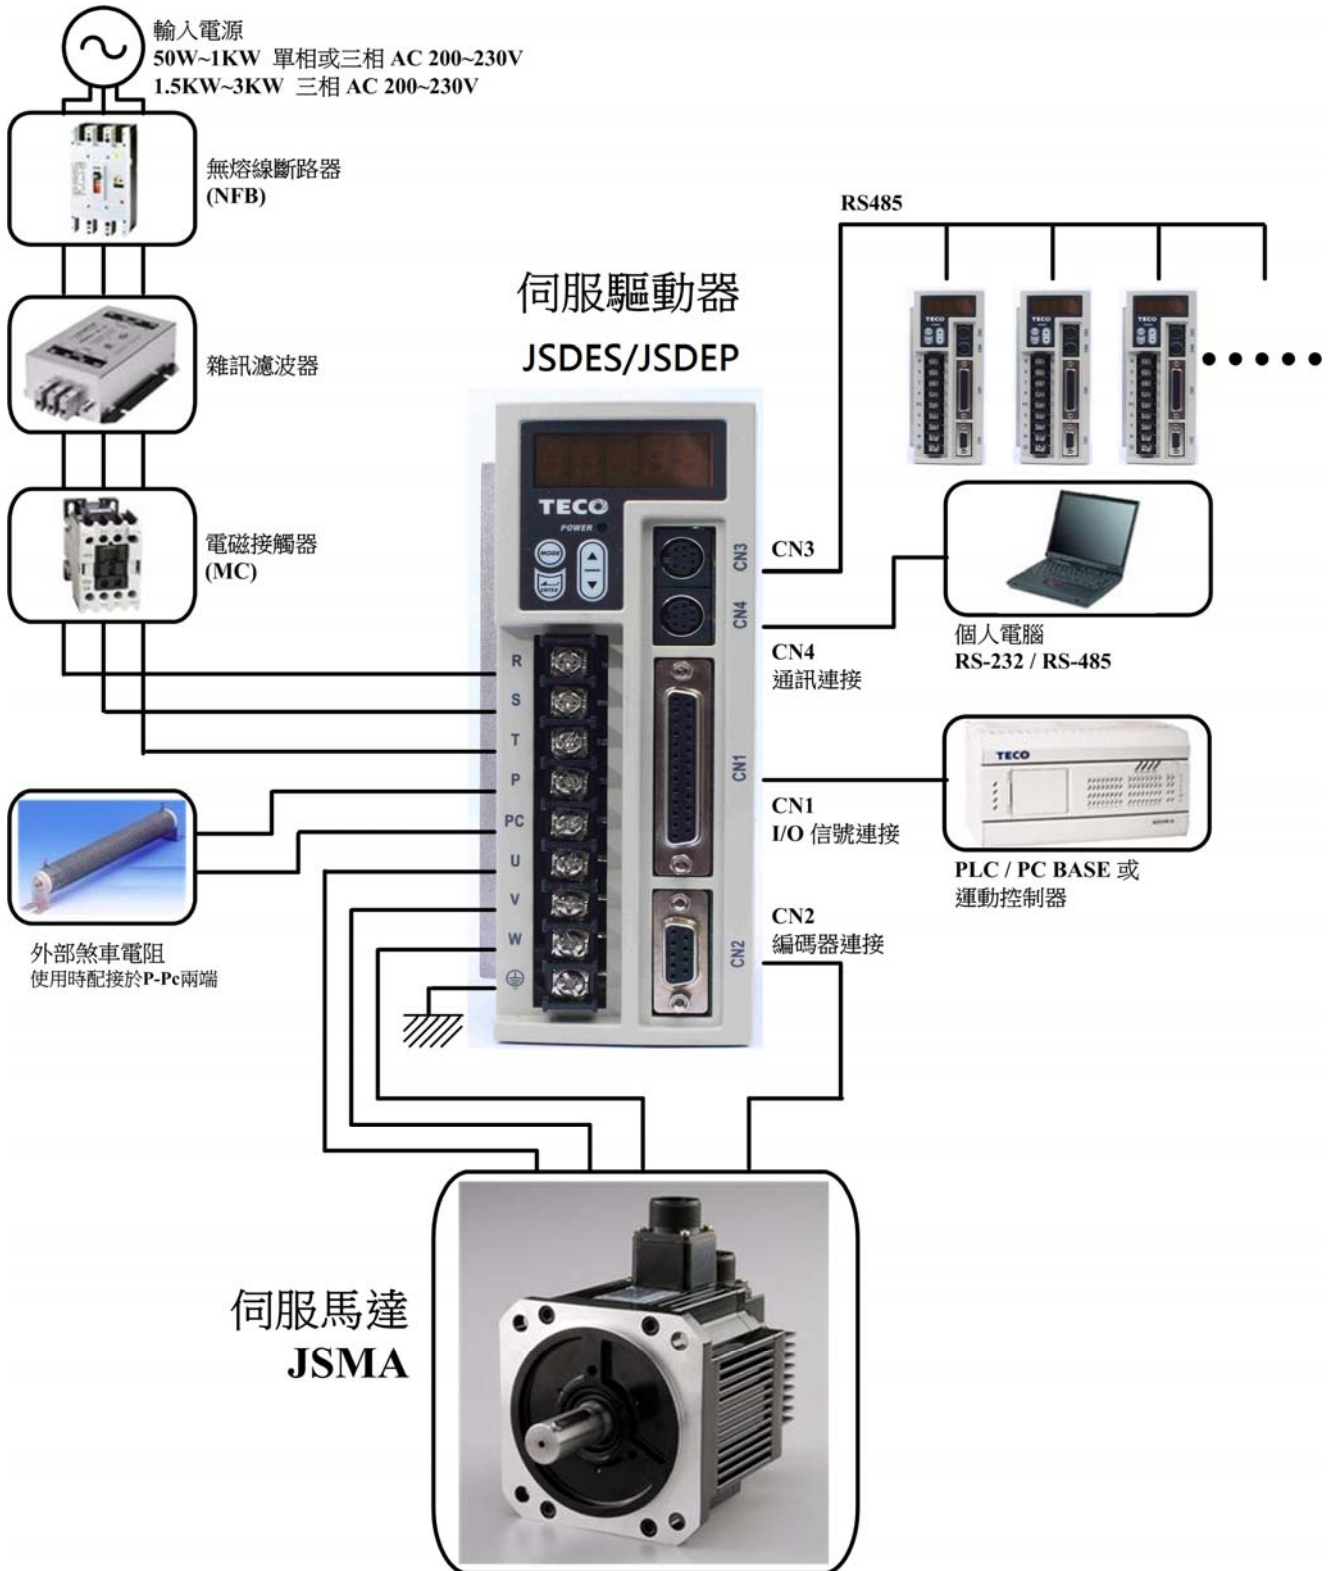 輸入電源
50W~1KW 單相或三相 AC 200~230V
1.5KW~3KW 三相 AC 200~230V
無熔線斷路器
(NFB)
雜訊濾波器
電磁接觸器
(MC)
伺服驅動器
JSDES/JSDEP
RS485
TECO
TECO
TECO
TECO
POWER
MODE
ENTER
CN3
CN4
CN1
CN2
R
S
T
P
PC
U
V
W
CN3
CN4
通訊連接
個人電腦
RS-232 / RS-485
TECO
CN1
I/O 信號連接
PLC / PC BASE 或
運動控制器
CN2
編碼器連接
外部煞車電阻
使用時配接於P-Pc兩端
伺服馬達
JSMA